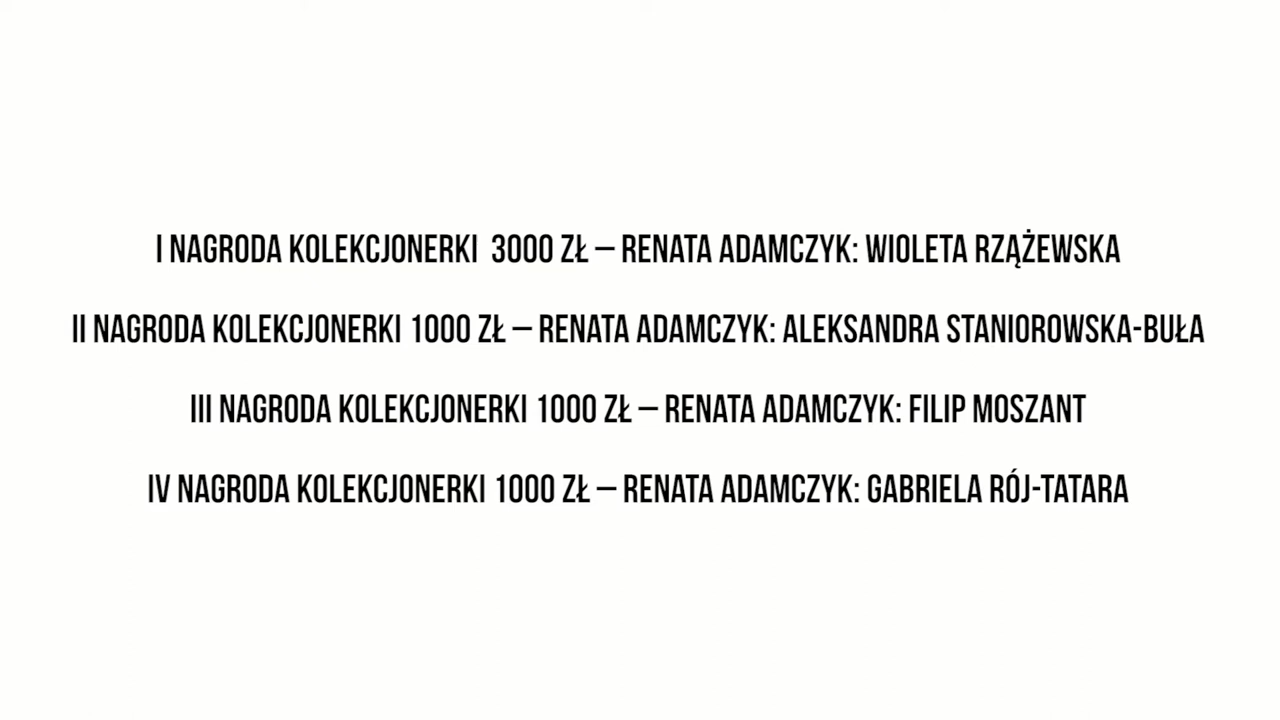 I NAGRODA KOLEKCJONERKI  3000 ZŁ – RENATA ADAMCZYK: WIOLETA RZĄŻEWSKA
II NAGRODA KOLEKCJONERKI 1000 ZŁ – RENATA ADAMCZYK: ALEKSANDRA STANIOROWSKA-BUŁA
III NAGRODA KOLEKCJONERKI 1000 ZŁ – RENATA ADAMCZYK: FILIP MOSZANT
IV NAGRODA KOLEKCJONERKI 1000 ZŁ – RENATA ADAMCZYK: GABRIELA RÓJ-TATARA